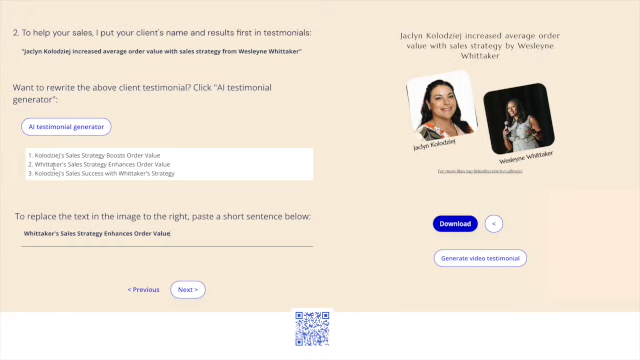 2. To help your sales, I put your client's name and results first in testmonials:
"Jaclyn Kolodziej increased average order value with sales strategy from Wesleyne Whittaker"
Want to rewrite the above client testimonial? Click "AI testimonial
generator":
AI testimonial generator
1. Kolodziej's Sales Strategy Boosts Order Value
2. Whittaker's Sales Strategy Enhances Order Value
3. Kolodziej's Sales Success with Whittaker's Strategy
To replace the text in the image to the right, paste a short sentence below:
Whittaker's Sales Strategy Enhances Order Value
< Previous
Next >
Jaclyn Kolodziej increased average order
value with sales strategy by Wesleyne
Whittaker
Jaclyn Kolodziej
Wesleyne Whittaker
Download
<
Generate video testimonial